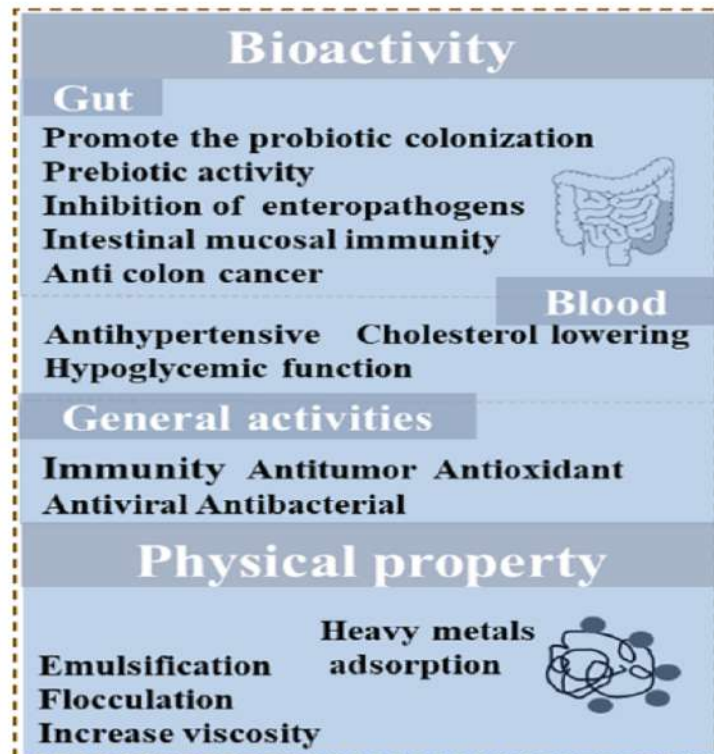 Bioactivity
Gut
Promote the probiotic colonization
Prebiotic activity
Inhibition of enteropathogens
Intestinal mucosal immunity
Anti colon cancer
Blood
Antihypertensive Cholesterol lowering
Hypoglycemic function
General activities
Immunity Antitumor Antioxidant
Antiviral Antibacterial
Physical property
Heavy metals
Emulsification adsorption
Flocculation
Increase viscosity